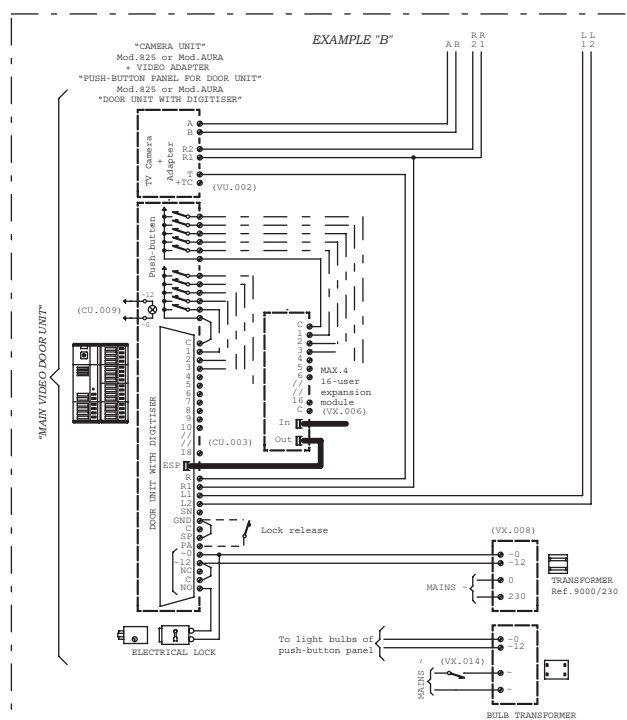 EXAMPLE "B"
"CAMERA UNIT"
Mod.825 or Mod.AURA
+ VIDEO ADAPTER
"PUSH-BUTTON PANEL FOR DOOR UNIT"
Mod.825 or Mod.AURA
"DOOR UNIT WITH DIGITISER"
A B
R R
2 1
L L
1 2
TV Camera
+
Adapter
A
B
R2
R1
T
+TC
(VU.002)
Push-button
~12
(CU.009)
~0
"MAIN VIDEO DOOR UNIT"
DOOR UNIT WITH DIGITISER
C
1
2
3
4
5
6
7
8
9
10
//
//
18
(CU.003)
ESP
R
R1
L1
L2
SN
GND
C
SP
PA
~0
~12
NC
C
NO
C
1
2
3
4
5
6
//
//
16
C
In
Out
MAX.4
16-user
expansion
module
(VX.006)
Lock release
ELECTRICAL LOCK
(VX.008)
~0
~12
MAINS ~
0
230
TRANSFORMER
Ref.9000/230
To light bulbs of
push-button panel
~0
~12
MAINS ~
(VX.014)
~
~
BULB TRANSFORMER